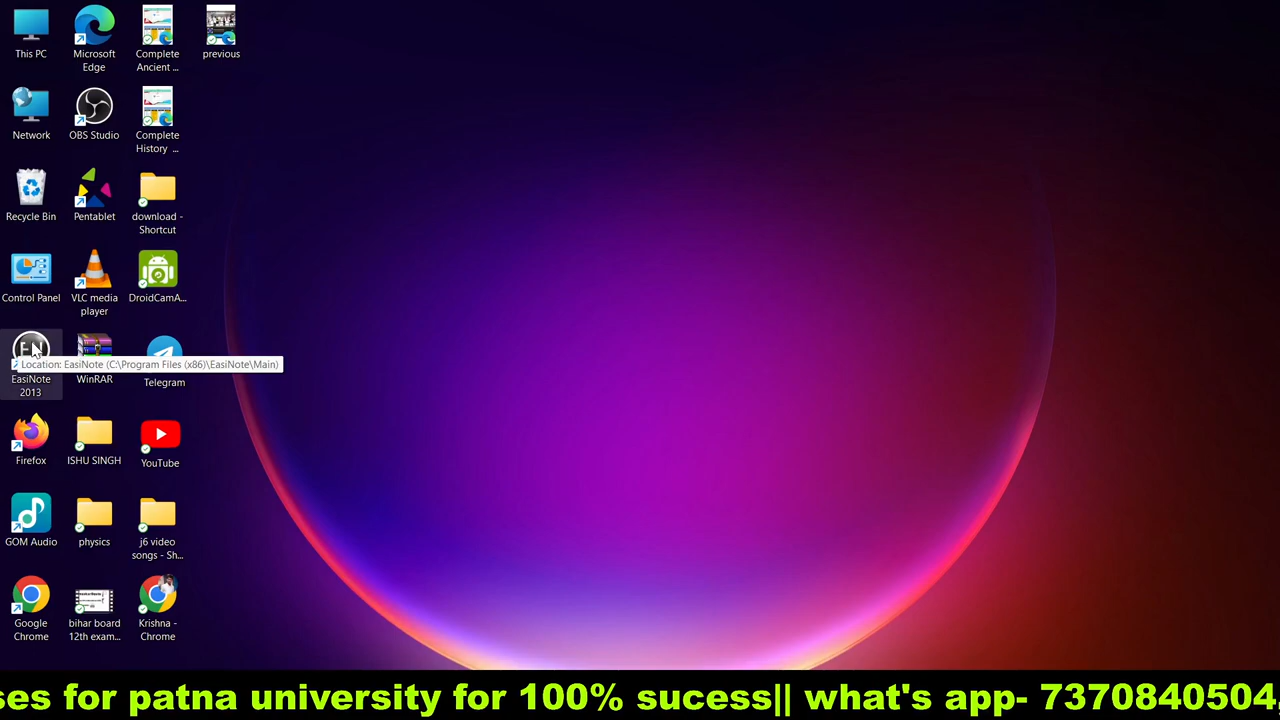 This PC
Microsoft
Edge
Complete
Ancient ...
previous
Network
OBS Studio
Complete
History ...
Recycle Bin
Pentablet
download -
Shortcut
Control Panel
VLC media
player
DroidCamA...
EN
Location: EasiNote (C:\Program Files (x86)\EasiNote\Main)
EasiNote
2013
WinRAR
Telegram
Firefox
ISHU SINGH
YouTube
GOM Audio
physics
j6 video
songs - Sh...
Google
Chrome
bihar board
12th exam...
Krishna -
Chrome
ses for patna university for 100% sucess|| what's app- 7370840504,